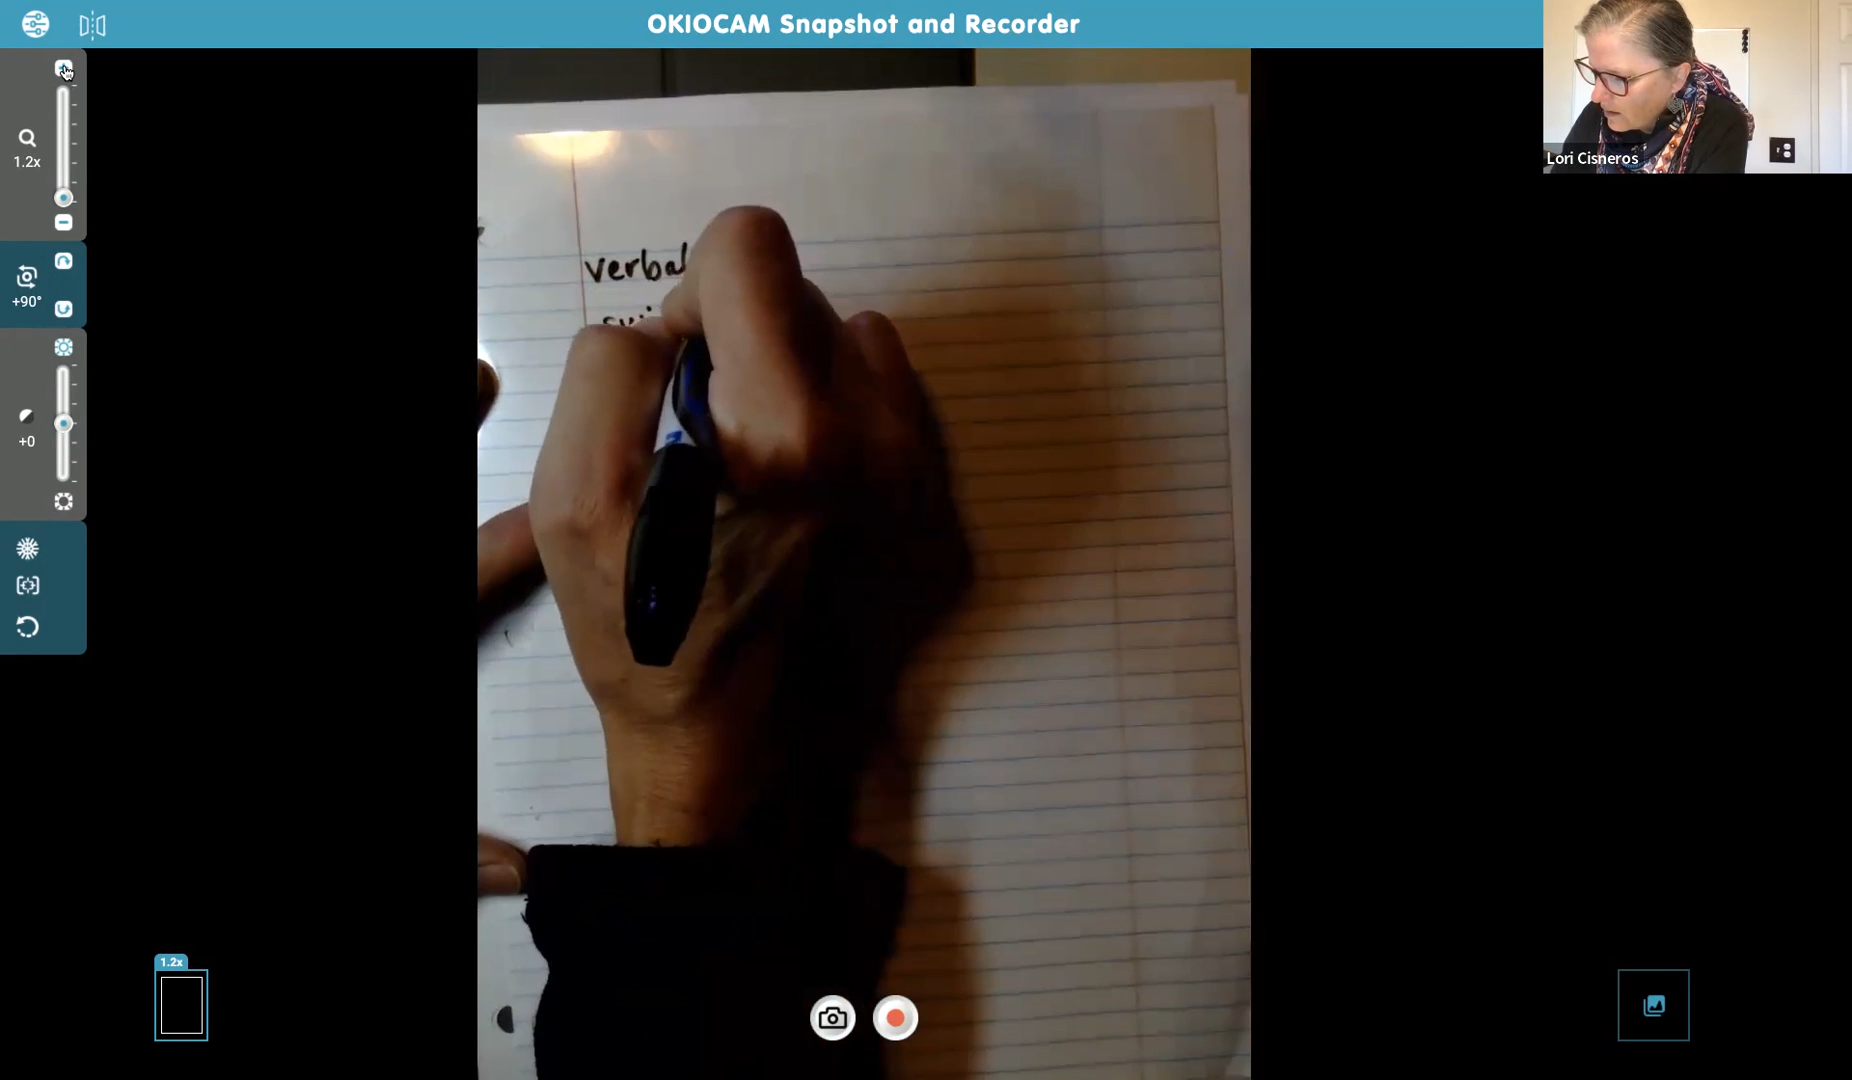 OKIOCAM Snapshot and Recorder
1.2x
+90°
+0
Lori Cisneros
verbal
1.2x